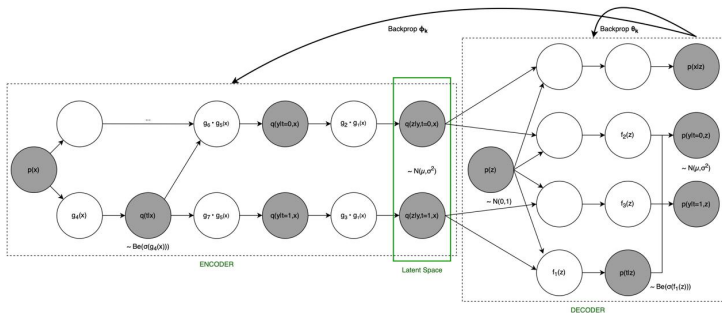 Backprop ϕk
Backprop θk
p(x|z)
...
g6 • g5(x)
q(y|t=0,x)
g2 • g1(x)
q(z|y,t=0,x)
f2(z)
p(y|t=0,z)
p(x)
~ N(μ,σ2)
p(z)
~ N(μ,σ2)
~ N(0,1)
g4(x)
q(t|x)
g7 • g5(x)
q(y|t=1,x)
g3 • g1(x)
q(z|y,t=1,x)
f3(z)
p(y|t=1,z)
~ Be(σ(g4(x)))
ENCODER
Latent Space
f1(z)
p(t|z)
~ Be(σ(f1(z)))
DECODER